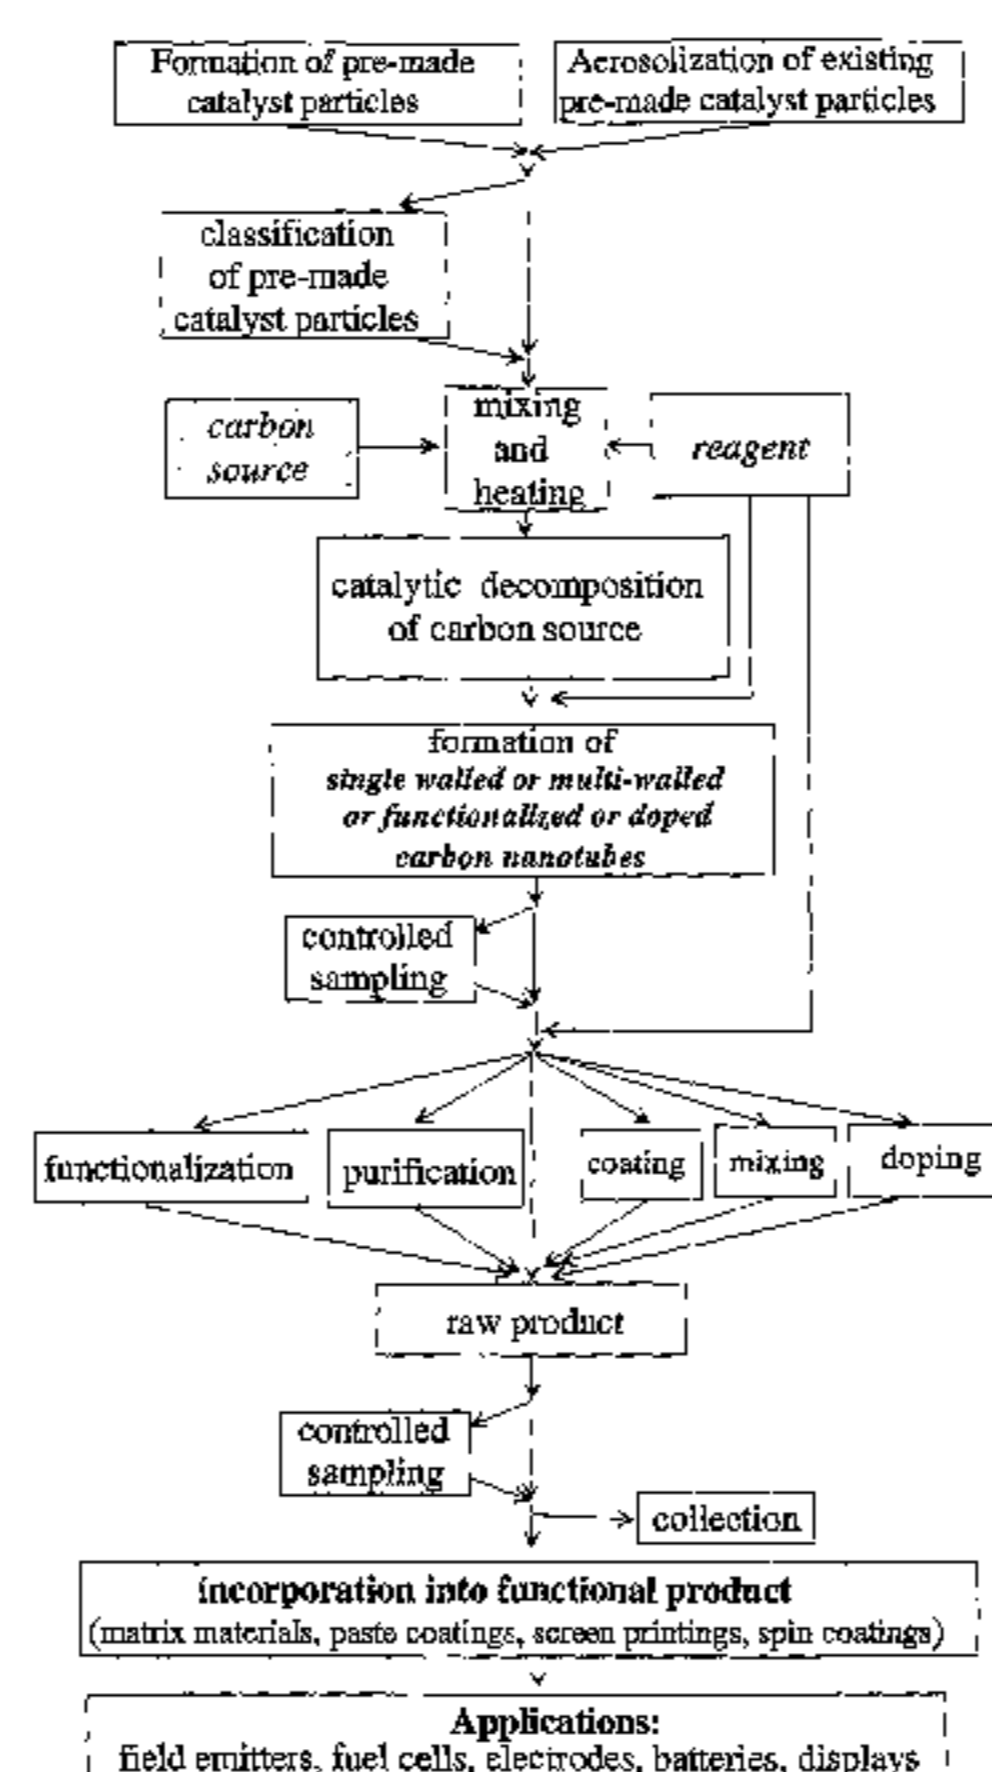 Formation of pre-made
catalyst particles
Aerosolization of existing
pre-made catalyst particles
classification
of pre-made
catalyst particles
carbon
source
mixing
and
heating
reagent
catalytic decomposition
of carbon source
formation of
single walled or multi-walled
or functionalized or doped
carbon nanotubes
controlled
sampling
functionalization
purification
coating
mixing
doping
raw product
controlled
sampling
collection
incorporation into functional product
(matrix materials, paste coatings, screen printings, spin coatings)
Applications:
field emitters, fuel cells, electrodes, batteries, displays